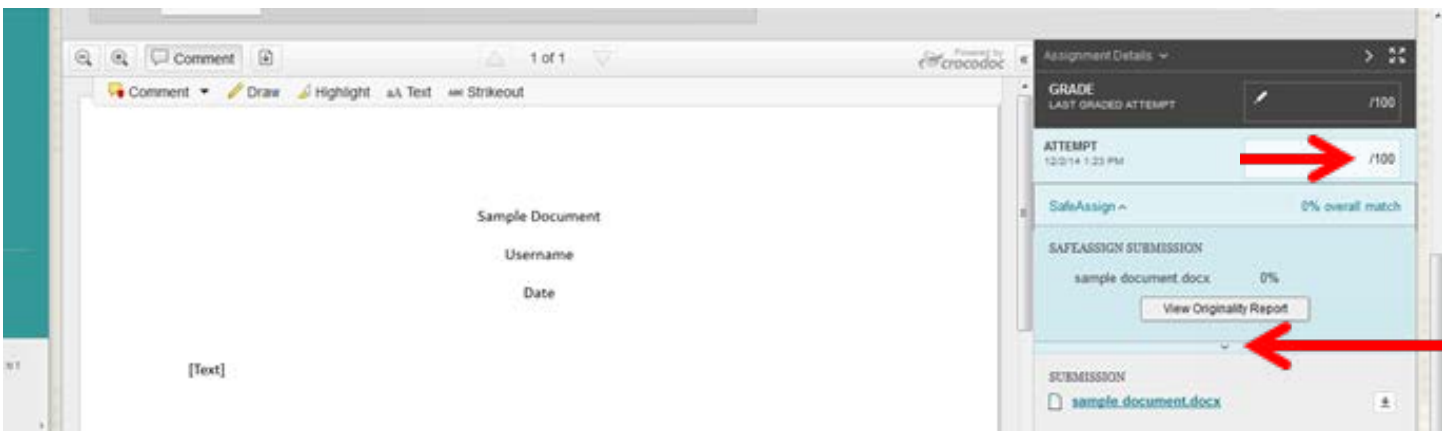 Comment
1 of 1
Powered by
crocodoc
Comment
Draw
Highlight
Text
Strikeout
Sample Document
Username
Date
[Text]
Assignment Details
GRADE
LAST GRADED ATTEMPT
/100
ATTEMPT
12/2/14 1:23 PM
/100
SafeAssign
0% overall match
SAFEASSIGN SUBMISSION
sample document.docx 0%
View Originality Report
SUBMISSION
sample document.docx